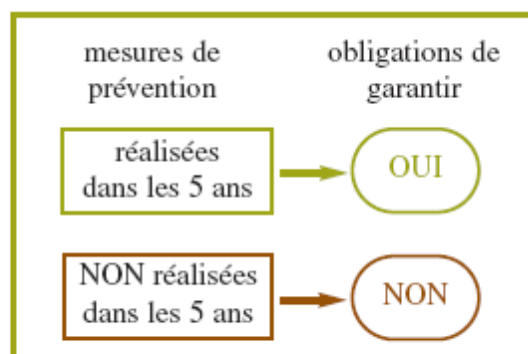 mesures de
prévention
obligations de
garantir
réalisées
dans les 5 ans
OUI
NON réalisées
dans les 5 ans
NON